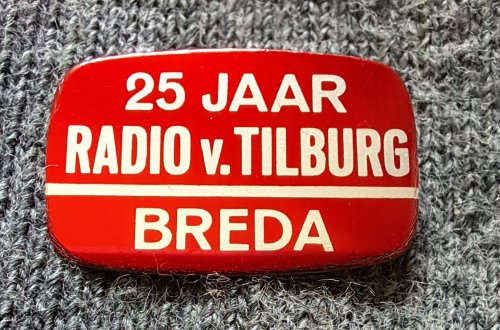 25 JAAR
RADIO v. TILBURG
BREDA